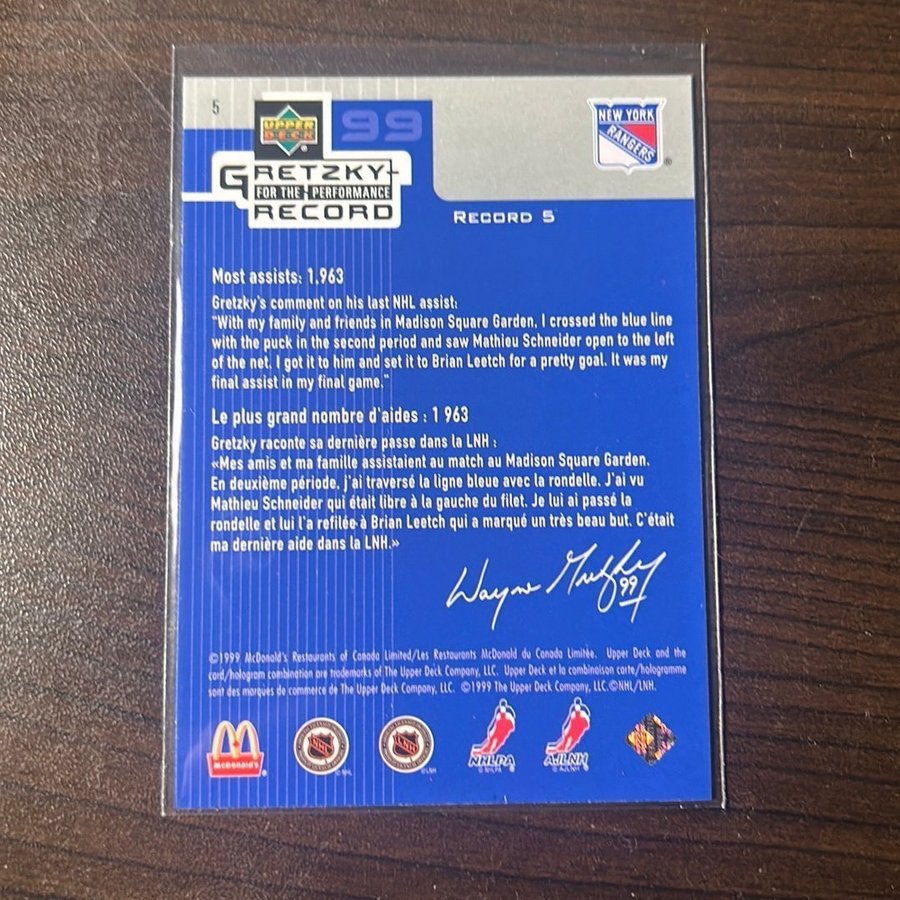 5
UPPER
DECK
99
NEW YORK
RANGERS
GRETZKY
FOR THE PERFORMANCE
RECORD
RECORD 5
Most assists: 1.963
Gretzky's comment on his last NHL assist:
"With my family and friends in Madison Square Garden, I crossed the blue line
with the puck in the second period and saw Mathieu Schneider open to the left
of the net. I got it to him and set it to Brian Leetch for a pretty goal. It was my
final assist in my final game."
Le plus grand nombre d'aides : 1 963
Gretzky raconte sa dernière passe dans la LNH :
«Mes amis et ma famille assistaient au match au Madison Square Garden.
En deuxième période, j'ai traversé la ligne bleue avec la rondelle. J'ai vu
Mathieu Schneider qui était libre à la gauche du filet. Je lui ai passé la
rondelle et lui l'a refilée à Brian Leetch qui a marqué un très beau but. C'était
ma dernière aide dans la LNH.»
Wayne Gretzky
99
©1999 McDonald's Restaurants of Canada Limited/Les Restaurants McDonald du Canada Limitée. Upper Deck and the
card/hologram combination are trademarks of The Upper Deck Company, LLC. Upper Deck et la combinaison carte/hologramme
sont des marques de commerce de The Upper Deck Company, LLC. ©1999 The Upper Deck Company, LLC.©NHL/LNH.
McDonald's
NHL
©NHL
LNH
©LNH
NHLPA
©NHLPA
AJLNH
©AJLNH